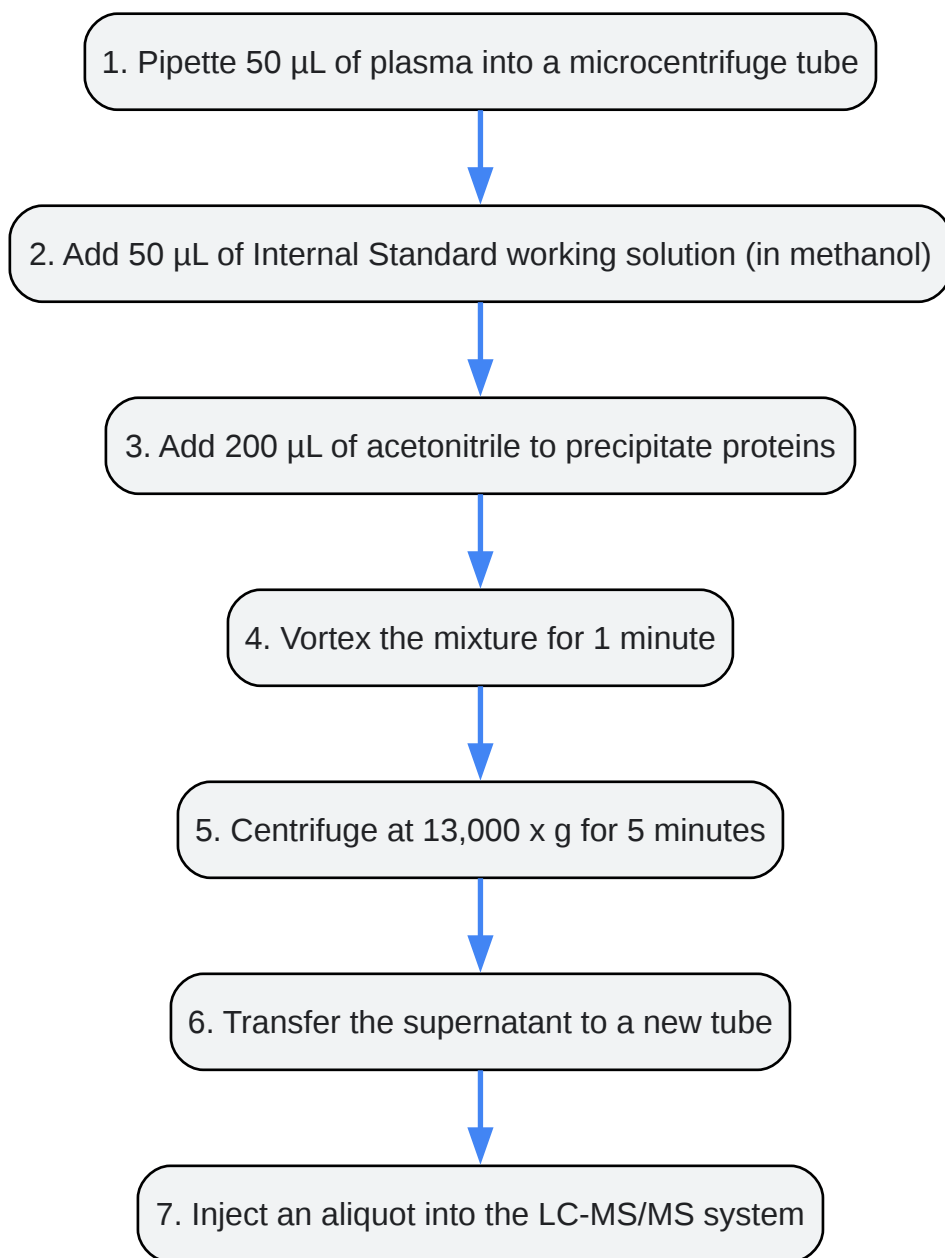 1. Pipette 50 µL of plasma into a microcentrifuge tube
2. Add 50 µL of Internal Standard working solution (in methanol)
3. Add 200 µL of acetonitrile to precipitate proteins
4. Vortex the mixture for 1 minute
5. Centrifuge at 13,000 x g for 5 minutes
6. Transfer the supernatant to a new tube
7. Inject an aliquot into the LC-MS/MS system